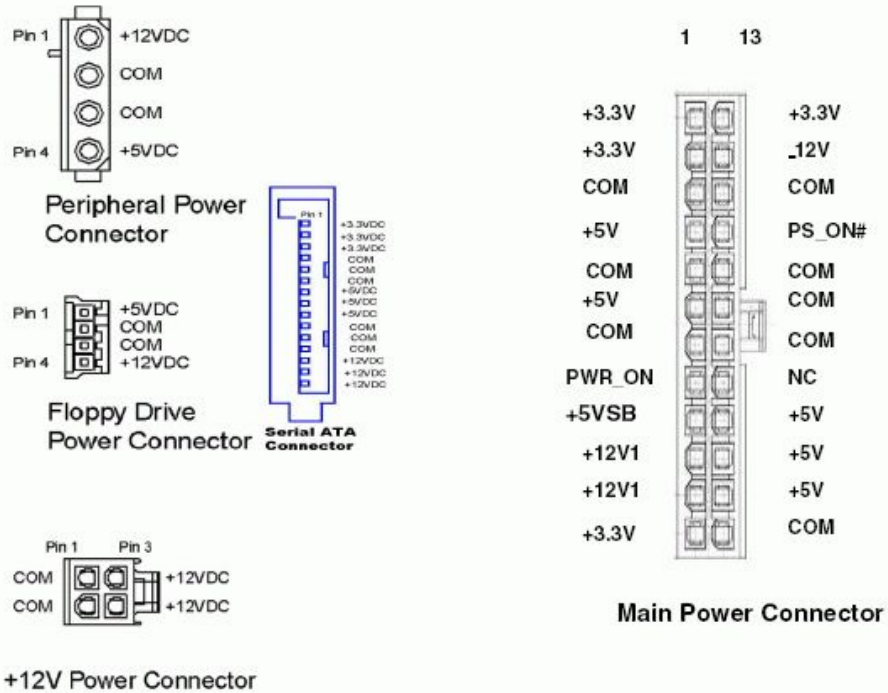 Pin 1 +12VDC
COM
COM
Pin 4 +5VDC
Peripheral Power
Connector
Pin 1 +5VDC
COM
COM
Pin 4 +12VDC
Floppy Drive
Power Connector
Pin 1
+3.3VDC
+3.3VDC
+3.3VDC
COM
COM
COM
+5VDC
+5VDC
+5VDC
COM
COM
COM
+12VDC
+12VDC
+12VDC
Serial ATA
Connector
Pin 1 Pin 3
COM +12VDC
COM +12VDC
+12V Power Connector
1 13
+3.3V +3.3V
+3.3V -12V
COM COM
+5V PS_ON#
COM COM
+5V COM
COM COM
PWR_ON NC
+5VSB +5V
+12V1 +5V
+12V1 +5V
+3.3V COM
Main Power Connector